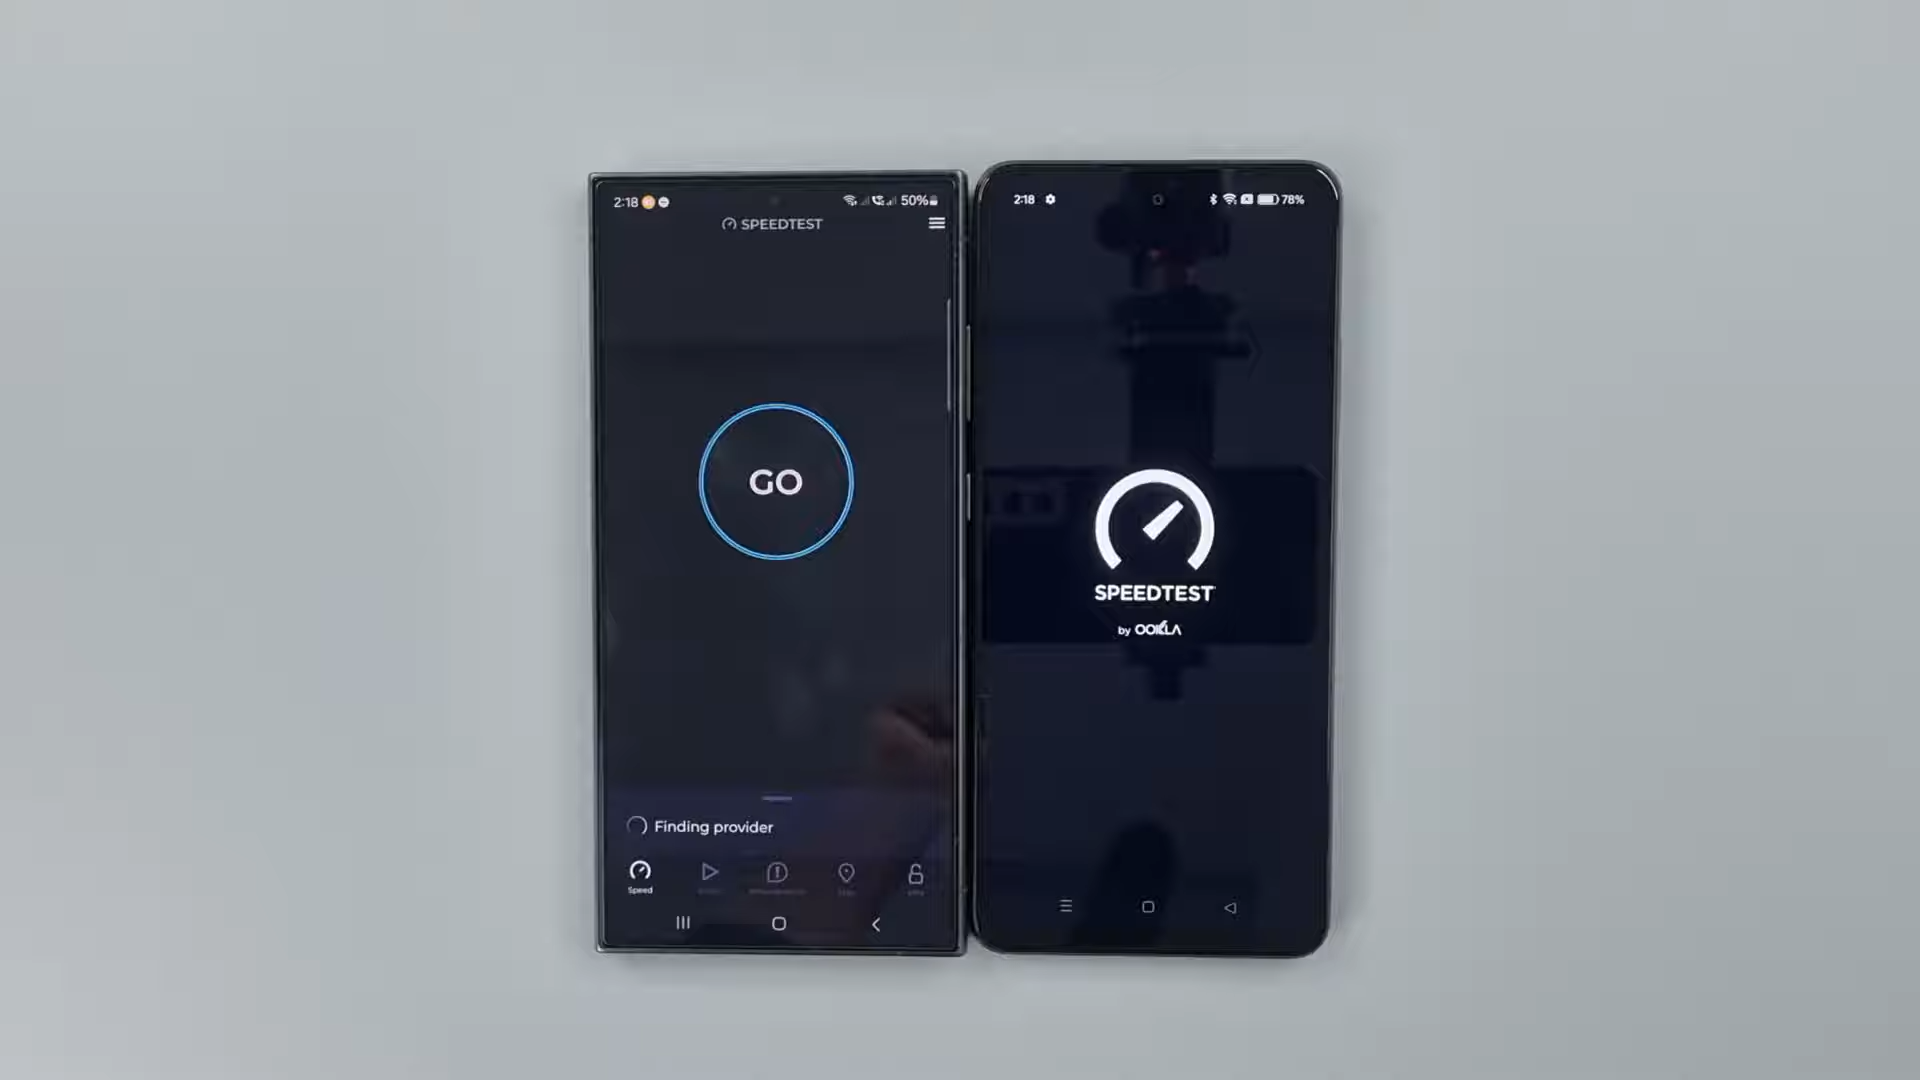 2:18
50%
SPEEDTEST
GO
Finding provider
Speed
2:18
78%
SPEEDTEST
by OOKLA